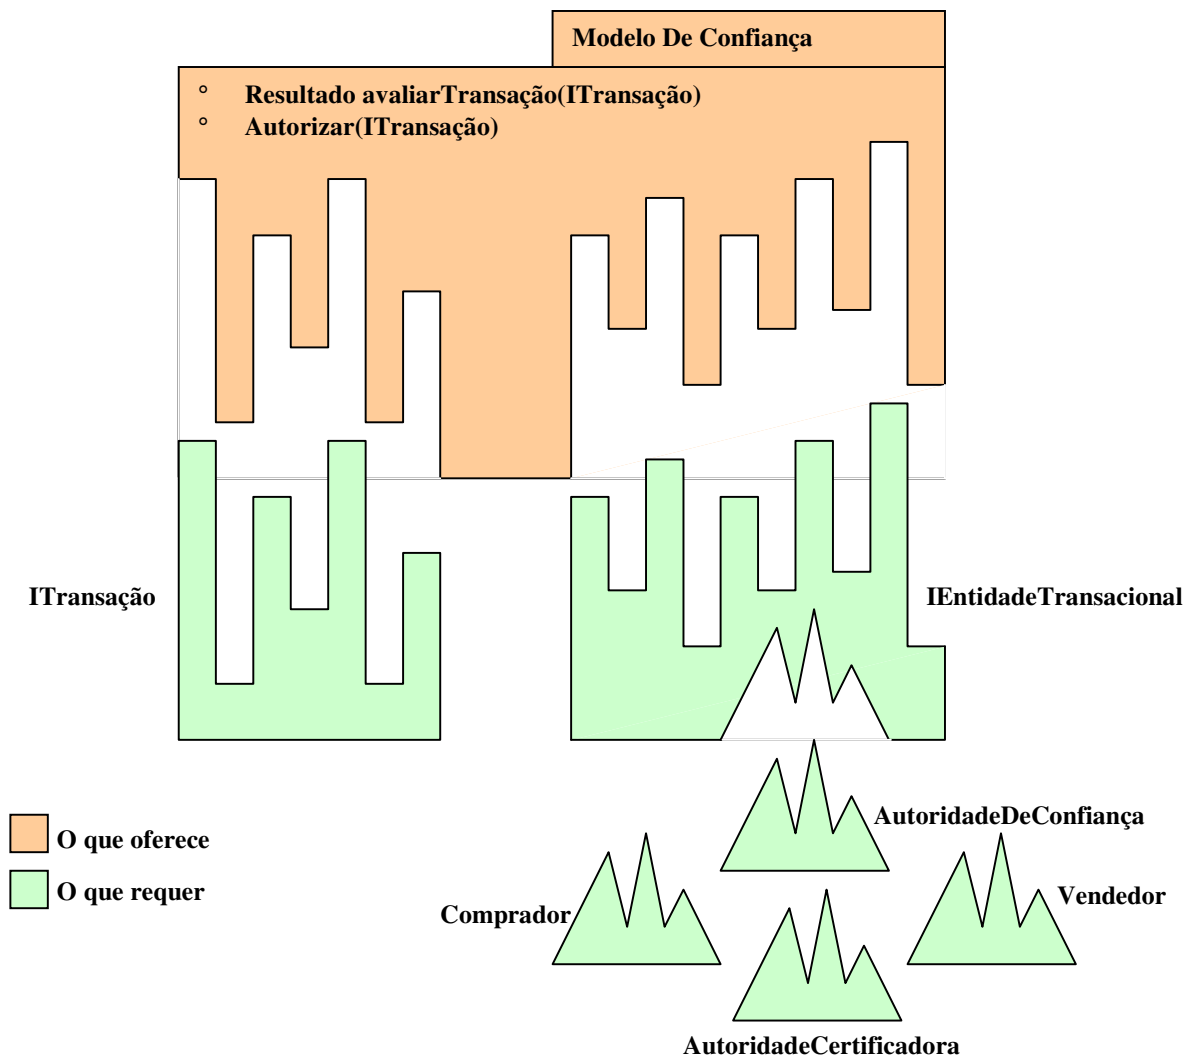 Modelo De Confiança
° Resultado avaliarTransação(ITransação)
° Autorizar(ITransação)
ITransação
IEntidadeTransacional
AutoridadeDeConfiança
O que oferece
O que requer
Comprador
Vendedor
AutoridadeCertificadora